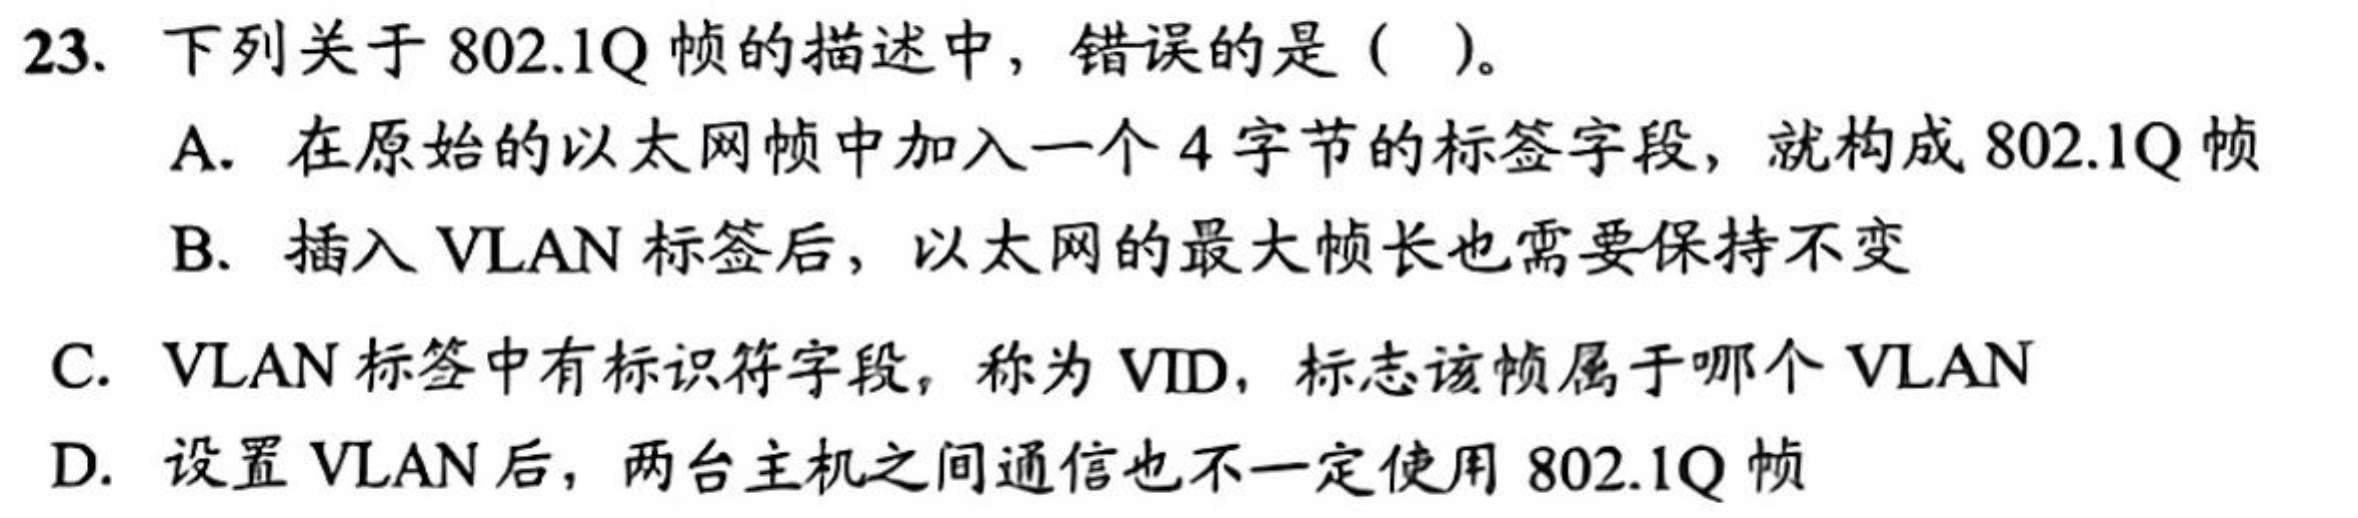 23. 下列关于 802.1Q 帧的描述中，错误的是（ ）。
A. 在原始的以太网帧中加入一个 4 字节的标签字段，就构成 802.1Q 帧
B. 插入 VLAN 标签后，以太网的最大帧长也需要保持不变
C. VLAN 标签中有标识符字段，称为 VID，标志该帧属于哪个 VLAN
D. 设置 VLAN 后，两台主机之间通信也不一定使用 802.1Q 帧